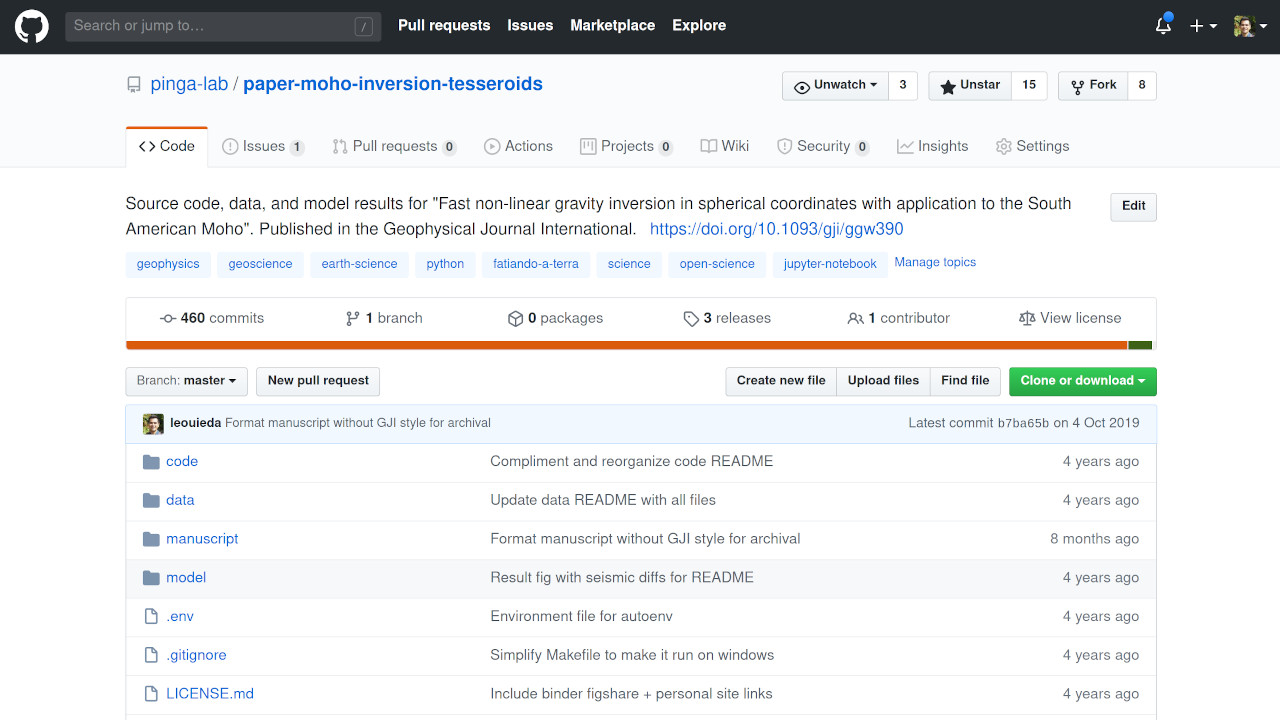 Search or jump to… / Pull requests Issues Marketplace Explore
pinga-lab / paper-moho-inversion-tesseroids Unwatch 3 Unstar 15 Fork 8
Code Issues 1 Pull requests 0 Actions Projects 0 Wiki Security 0 Insights Settings
Source code, data, and model results for "Fast non-linear gravity inversion in spherical coordinates with application to the South Edit
American Moho". Published in the Geophysical Journal International. https://doi.org/10.1093/gji/ggw390
geophysics geoscience earth-science python fatiando-a-terra science open-science jupyter-notebook Manage topics
460 commits 1 branch 0 packages 3 releases 1 contributor View license
Branch: master New pull request Create new file Upload files Find file Clone or download
leouieda Format manuscript without GJI style for archival Latest commit b7ba65b on 4 Oct 2019
code Compliment and reorganize code README 4 years ago
data Update data README with all files 4 years ago
manuscript Format manuscript without GJI style for archival 8 months ago
model Result fig with seismic diffs for README 4 years ago
.env Environment file for autoenv 4 years ago
.gitignore Simplify Makefile to make it run on windows 4 years ago
LICENSE.md Include binder figshare + personal site links 4 years ago